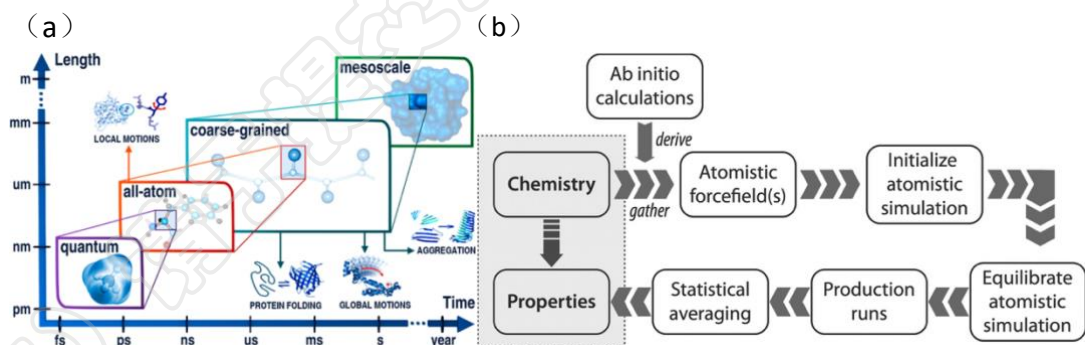 (a)
Length
m
mm
um
nm
pm
fs
ps
ns
us
ms
s
year
Time
quantum
all-atom
coarse-grained
mesoscale
LOCAL MOTIONS
PROTEIN FOLDING
GLOBAL MOTIONS
AGGREGATION
(b)
Ab initio
calculations
derive
Chemistry
gather
Atomistic
forcefield(s)
Initialize
atomistic
simulation
Properties
Statistical
averaging
Production
runs
Equilibrate
atomistic
simulation